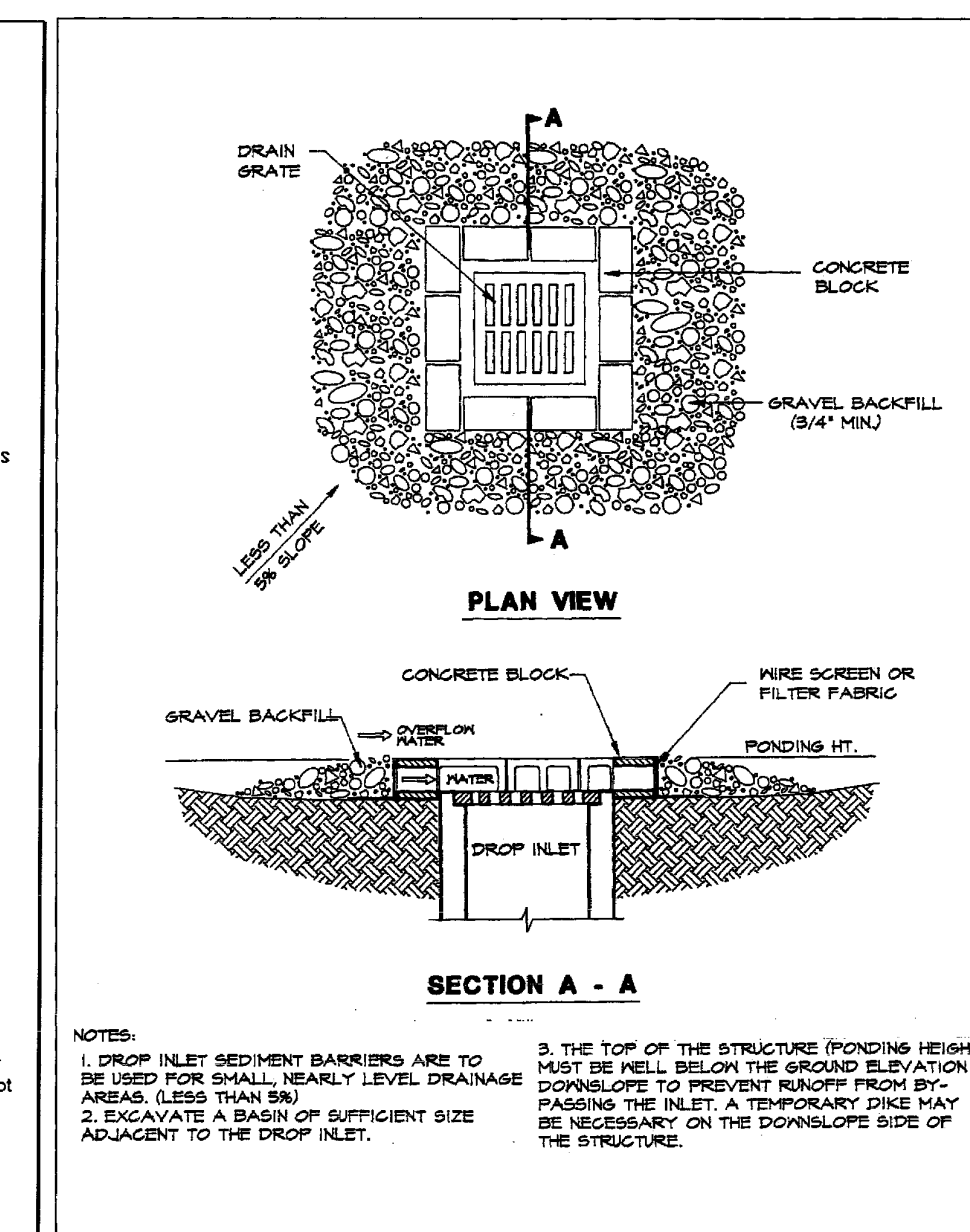 A
DRAIN
GRATE
CONCRETE
BLOCK
GRAVEL BACKFILL
(3/4" MIN.)
s
LESS THAN
5% SLOPE
A
PLAN VIEW
CONCRETE BLOCK
WIRE SCREEN OR
FILTER FABRIC
GRAVEL BACKFILL
OVERFLOW
WATER
PONDING HT.
WATER
DROP INLET
SECTION A - A
NOTES:
1. DROP INLET SEDIMENT BARRIERS ARE TO
BE USED FOR SMALL, NEARLY LEVEL DRAINAGE
AREAS. (LESS THAN 5%)
2. EXCAVATE A BASIN OF SUFFICIENT SIZE
ADJACENT TO THE DROP INLET.
3. THE TOP OF THE STRUCTURE (PONDING HEIGH
MUST BE WELL BELOW THE GROUND ELEVATION
DOWNSLOPE TO PREVENT RUNOFF FROM BY-
PASSING THE INLET. A TEMPORARY DIKE MAY
BE NECESSARY ON THE DOWNSLOPE SIDE OF
THE STRUCTURE.
ot